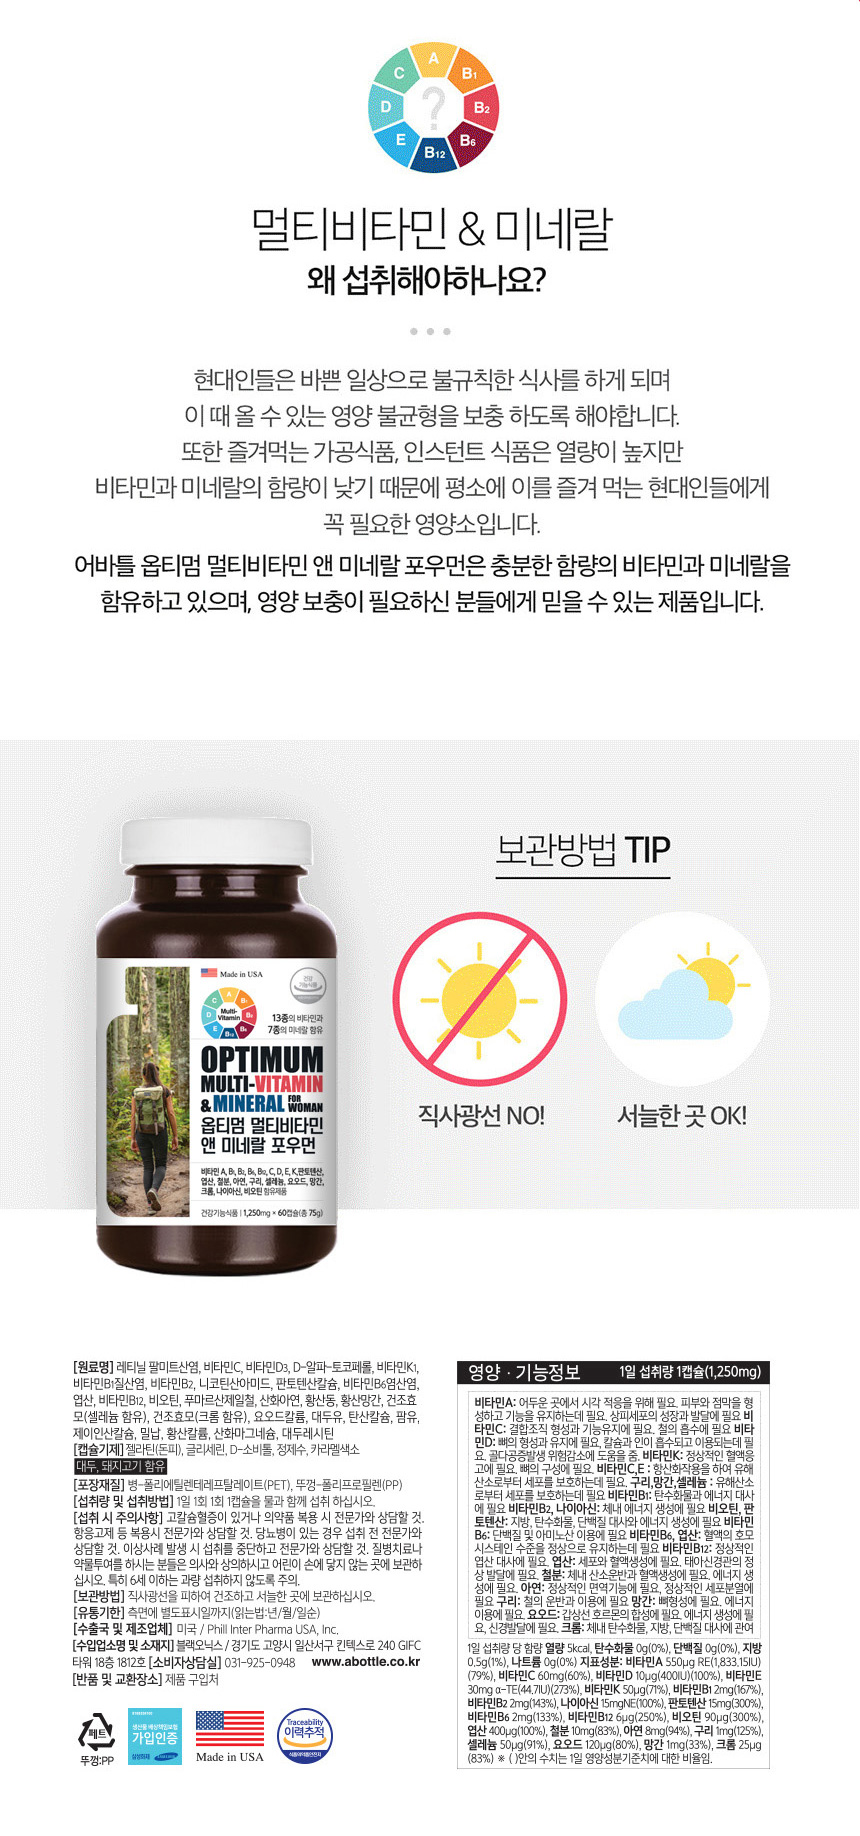 A
B1
B2
B6
B12
E
D
C
?
멀티비타민 & 미네랄
왜 섭취해야하나요?
현대인들은 바쁜 일상으로 불규칙한 식사를 하게 되며
이 때 올 수 있는 영양 불균형을 보충 하도록 해야합니다.
또한 즐겨먹는 가공식품, 인스턴트 식품은 열량이 높지만
비타민과 미네랄의 함량이 낮기 때문에 평소에 이를 즐겨 먹는 현대인들에게
꼭 필요한 영양소입니다.
어바틀 옵티멈 멀티비타민 앤 미네랄 포우먼은 충분한 함량의 비타민과 미네랄을
함유하고 있으며, 영양 보충이 필요하신 분들에게 믿을 수 있는 제품입니다.
보관방법 TIP
직사광선 NO!
서늘한 곳 OK!
Made in USA
건강
기능식품
A
B1
B2
B6
B12
E
D
C
Multi-
Vitamin
13종의 비타민과
7종의 미네랄 함유
OPTIMUM
MULTI-VITAMIN
& MINERAL FOR WOMAN
옵티멈 멀티비타민
앤 미네랄 포우먼
비타민 A, B1, B2, B6, B12, C, D, E, K,판토텐산,
엽산, 철분, 아연, 구리, 셀레늄, 요오드, 망간,
크롬, 나이아신, 비오틴 함유제품
건강기능식품 | 1,250mg × 60캡슐(총 75g)
[원료명] 레티닐 팔미트산염, 비타민C, 비타민D3, D-알파-토코페롤, 비타민K1,
비타민B1질산염, 비타민B2, 니코틴산아미드, 판토텐산칼슘, 비타민B6염산염,
엽산, 비타민B12, 비오틴, 푸마르산제일철, 산화아연, 황산동, 황산망간, 건조효
모(셀레늄 함유), 건조효모(크롬 함유), 요오드칼륨, 대두유, 탄산칼슘, 팜유,
제이인산칼슘, 밀납, 황산칼륨, 산화마그네슘, 대두레시틴
[캡슐기제] 젤라틴(돈피), 글리세린, D-소비톨, 정제수, 카라멜색소
대두, 돼지고기 함유
[포장재질] 병-폴리에틸렌테레프탈레이트(PET), 뚜껑-폴리프로필렌(PP)
[섭취량 및 섭취방법] 1일 1회 1회 1캡슐을 물과 함께 섭취 하십시오.
[섭취 시 주의사항] 고칼슘혈증이 있거나 의약품 복용 시 전문가와 상담할 것.
항응고제 등 복용시 전문가와 상담할 것. 당뇨병이 있는 경우 섭취 전 전문가와
상담할 것. 이상사례 발생 시 섭취를 중단하고 전문가와 상담할 것. 질병치료나
약물투여를 하시는 분들은 의사와 상의하시고 어린이 손에 닿지 않는 곳에 보관하
십시오. 특히 6세 이하는 과량 섭취하지 않도록 주의.
[보관방법] 직사광선을 피하여 건조하고 서늘한 곳에 보관하십시오.
[유통기한] 측면에 별도표시일까지(읽는법:년/월/일순)
[수출국 및 제조업체] 미국 / Phill Inter Pharma USA, Inc.
[수입업소명 및 소재지] 블랙오닉스 / 경기도 고양시 일산서구 킨텍스로 240 GIFC
타워 18층 1812호 [소비자상담실] 031-925-0948 www.abottle.co.kr
[반품 및 교환장소] 제품 구입처
페트
뚜껑:PP
생산물 배상책임보험
가입인증
삼성화재
Made in USA
Traceability
이력추적
식품의약품안전처
영양 · 기능정보 1일 섭취량 1캡슐(1,250mg)
비타민A: 어두운 곳에서 시각 적응을 위해 필요. 피부와 점막을 형
성하고 기능을 유지하는데 필요. 상피세포의 성장과 발달에 필요 비
타민C: 결합조직 형성과 기능유지에 필요. 철의 흡수에 필요 비타
민D: 뼈의 형성과 유지에 필요. 칼슘과 인이 흡수되고 이용되는데 필
요. 골다공증발생 위험감소에 도움을 줌. 비타민K: 정상적인 혈액응
고에 필요. 뼈의 구성에 필요. 비타민C,E : 항산화작용을 하여 유해
산소로부터 세포를 보호하는데 필요. 구리,망간,셀레늄 : 유해산소
로부터 세포를 보호하는데 필요 비타민B1: 탄수화물과 에너지 대사
에 필요 비타민B2, 나이아신: 체내 에너지 생성에 필요 비오틴, 판
토텐산: 지방, 탄수화물, 단백질 대사와 에너지 생성에 필요 비타민
B6: 단백질 및 아미노산 이용에 필요 비타민B6, 엽산: 혈액의 호모
시스테인 수준을 정상으로 유지하는데 필요 비타민B12: 정상적인
엽산 대사에 필요. 엽산: 세포와 혈액생성에 필요. 태아신경관의 정
상 발달에 필요. 철분: 체내 산소운반과 혈액생성에 필요. 에너지 생
성에 필요. 아연: 정상적인 면역기능에 필요. 정상적인 세포분열에
필요 구리: 철의 운반과 이용에 필요 망간: 뼈형성에 필요. 에너지
이용에 필요. 요오드: 갑상선 호르몬의 합성에 필요. 에너지 생성에 필
요, 신경발달에 필요. 크롬: 체내 탄수화물, 지방, 단백질 대사에 관여
1일 섭취량 당 함량 열량 5kcal, 탄수화물 0g(0%), 단백질 0g(0%), 지방
0.5g(1%), 나트륨 0g(0%) 지표성분: 비타민A 550μg RE(1,833.15IU)
(79%), 비타민C 60mg(60%), 비타민D 10μg(400IU)(100%), 비타민E
30mg α-TE(44.7IU)(273%), 비타민K 50μg(71%), 비타민B1 2mg(167%),
비타민B2 2mg(143%), 나이아신 15mgNE(100%), 판토텐산 15mg(300%),
비타민B6 2mg(133%), 비타민B12 6μg(250%), 비오틴 90μg(300%),
엽산 400μg(100%), 철분 10mg(83%), 아연 8mg(94%), 구리 1mg(125%),
셀레늄 50μg(91%), 요오드 120μg(80%), 망간 1mg(33%), 크롬 25μg
(83%) ※ ( )안의 수치는 1일 영양성분기준치에 대한 비율임.